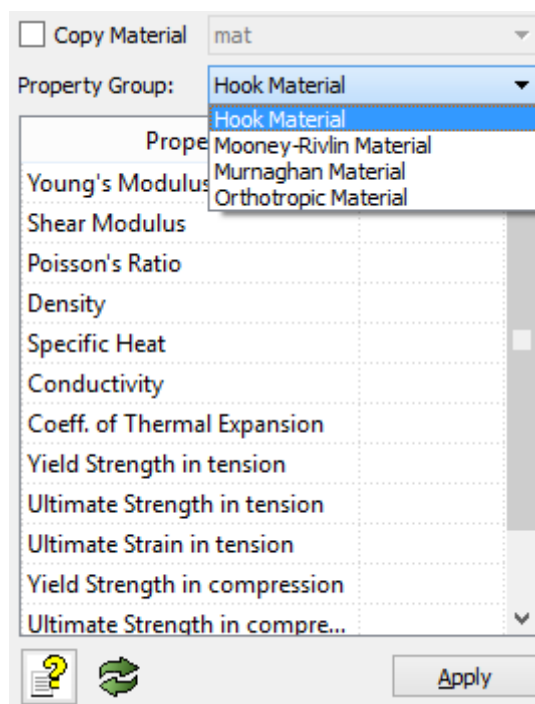 Copy Material mat
Property Group: Hook Material
Hook Material
Mooney-Rivlin Material
Murnaghan Material
Orthotropic Material
Prope
Young's Modulus
Shear Modulus
Poisson's Ratio
Density
Specific Heat
Conductivity
Coeff. of Thermal Expansion
Yield Strength in tension
Ultimate Strength in tension
Ultimate Strain in tension
Yield Strength in compression
Ultimate Strength in compre...
Apply